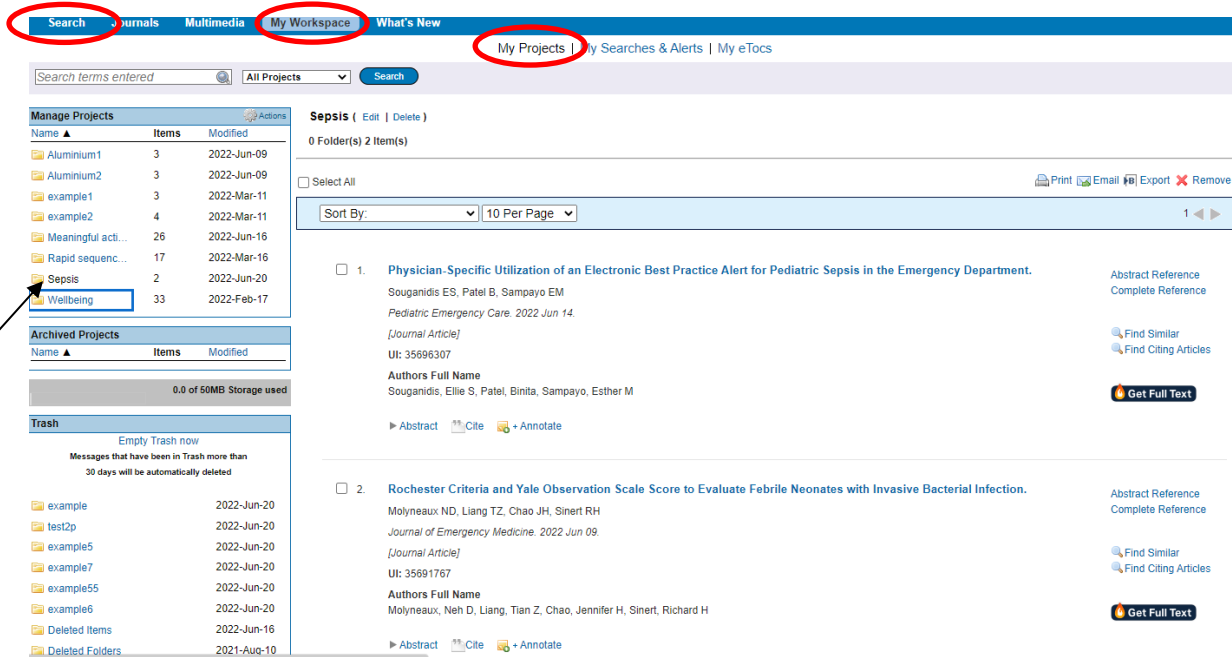 Search Journals Multimedia My Workspace What's New
My Projects | My Searches & Alerts | My eTocs
Search terms entered All Projects Search
Manage Projects Actions
Name ▲ Items Modified
Aluminium1 3 2022-Jun-09
Aluminium2 3 2022-Jun-09
example1 3 2022-Mar-11
example2 4 2022-Mar-11
Meaningful acti... 26 2022-Jun-16
Rapid sequenc... 17 2022-Mar-16
Sepsis 2 2022-Jun-20
Wellbeing 33 2022-Feb-17
Archived Projects
Name ▲ Items Modified
0.0 of 50MB Storage used
Trash
Empty Trash now
Messages that have been in Trash more than
30 days will be automatically deleted
example 2022-Jun-20
test2p 2022-Jun-20
example5 2022-Jun-20
example7 2022-Jun-20
example55 2022-Jun-20
example6 2022-Jun-20
Deleted Items 2022-Jun-16
Deleted Folders 2021-Aug-10
Sepsis ( Edit | Delete )
0 Folder(s) 2 Item(s)
Select All Print Email Export Remove
Sort By: 10 Per Page 1
1. Physician-Specific Utilization of an Electronic Best Practice Alert for Pediatric Sepsis in the Emergency Department.
Souganidis ES, Patel B, Sampayo EM
Pediatric Emergency Care. 2022 Jun 14.
[Journal Article]
UI: 35696307
Authors Full Name
Souganidis, Ellie S, Patel, Binita, Sampayo, Esther M
Abstract Cite + Annotate
Abstract Reference
Complete Reference
Find Similar
Find Citing Articles
Get Full Text
2. Rochester Criteria and Yale Observation Scale Score to Evaluate Febrile Neonates with Invasive Bacterial Infection.
Molyneaux ND, Liang TZ, Chao JH, Sinert RH
Journal of Emergency Medicine. 2022 Jun 09.
[Journal Article]
UI: 35691767
Authors Full Name
Molyneaux, Neh D, Liang, Tian Z, Chao, Jennifer H, Sinert, Richard H
Abstract Cite + Annotate
Abstract Reference
Complete Reference
Find Similar
Find Citing Articles
Get Full Text